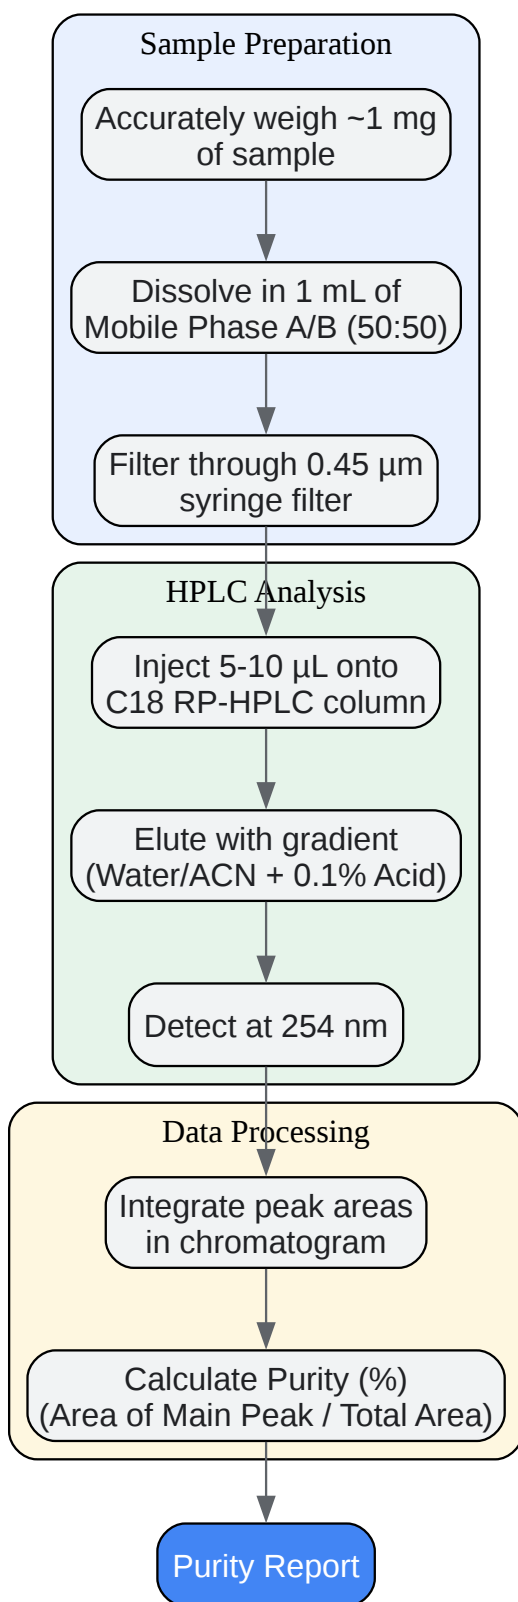 Sample Preparation
Accurately weigh ~1 mg
of sample
Dissolve in 1 mL of
Mobile Phase A/B (50:50)
Filter through 0.45 µm
syringe filter
HPLC Analysis
Inject 5-10 µL onto
C18 RP-HPLC column
Elute with gradient
(Water/ACN + 0.1% Acid)
Detect at 254 nm
Data Processing
Integrate peak areas
in chromatogram
Calculate Purity (%)
(Area of Main Peak / Total Area)
Purity Report